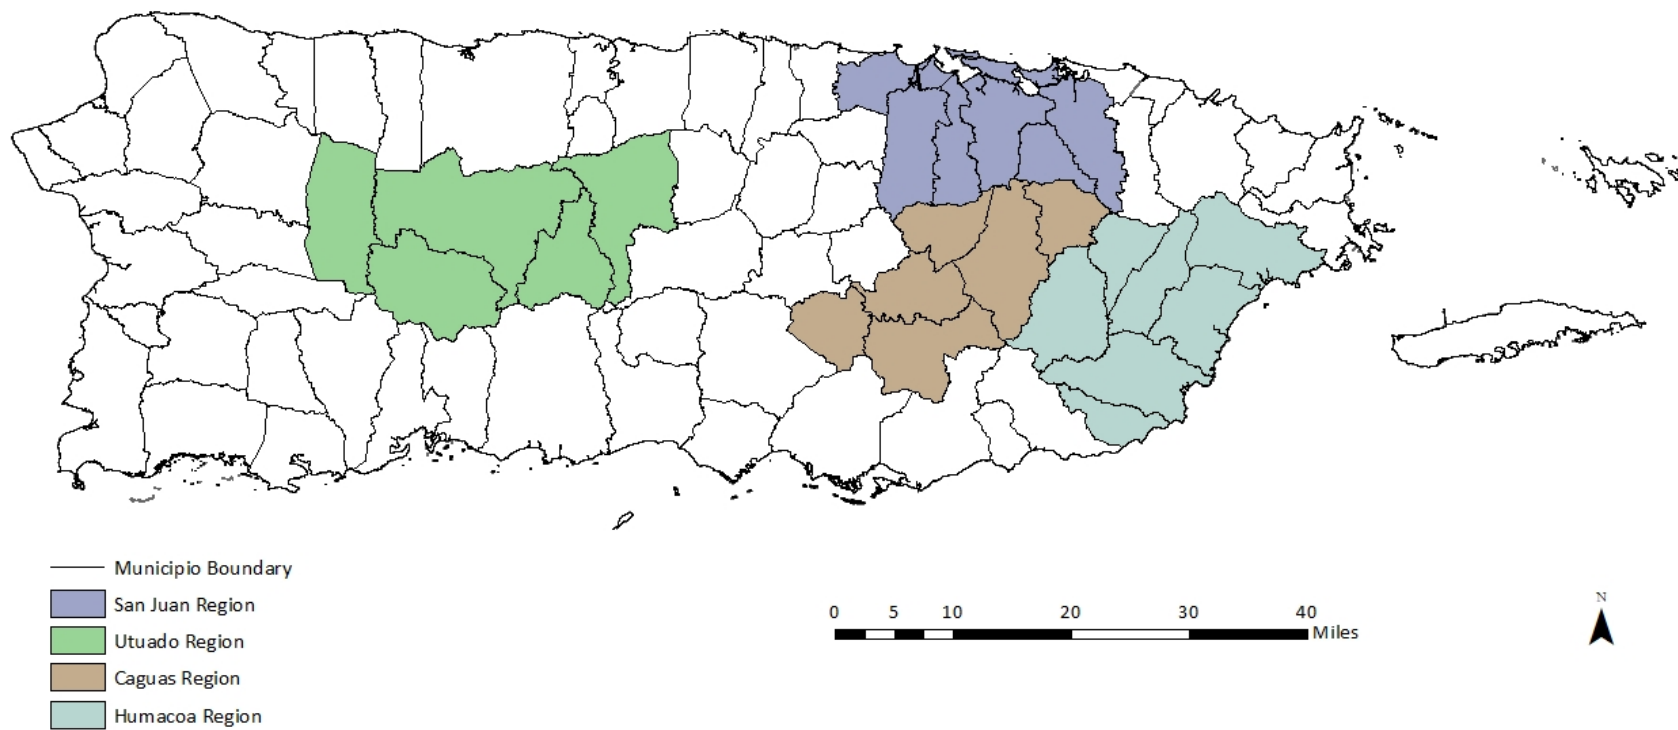 Municipio Boundary
San Juan Region
Utuado Region
Caguas Region
Humacoa Region
0 5 10 20 30 40
Miles
N